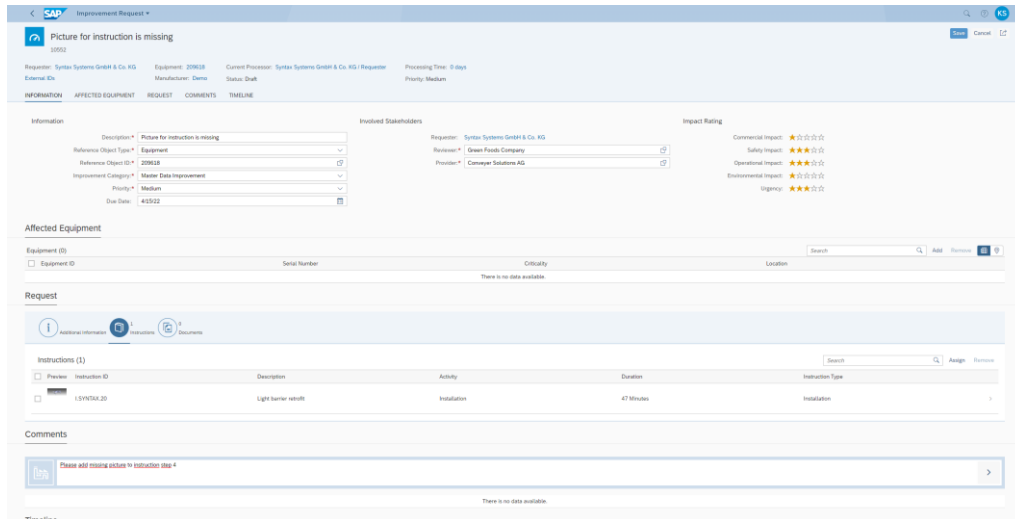 SAP Improvement Request
KS
Picture for instruction is missing
10552
Save Cancel
Requester: Syntax Systems GmbH & Co. KG Equipment: 209618 Current Processor: Syntax Systems GmbH & Co. KG / Requester Processing Time: 0 days
External IDs Manufacturer: Demo Status: Draft Priority: Medium
INFORMATION AFFECTED EQUIPMENT REQUEST COMMENTS TIMELINE
Information Involved Stakeholders Impact Rating
Description:* Picture for instruction is missing Requester: Syntax Systems GmbH & Co. KG Commercial Impact:
Reference Object Type:* Equipment Reviewer:* Green Foods Company Safety Impact:
Reference Object ID:* 209618 Provider:* Conveyer Solutions AG Operational Impact:
Improvement Category:* Master Data Improvement Environmental Impact:
Priority:* Medium Urgency:
Due Date: 4/15/22
Affected Equipment
Equipment (0) Search Add Remove
Equipment ID Serial Number Criticality Location
There is no data available.
Request
Additional Information 1 Instructions Documents
Instructions (1) Search Assign Remove
Preview Instruction ID Description Activity Duration Instruction Type
I.SYNTAX.20 Light barrier retrofit Installation 47 Minutes Installation
Comments
Please add missing picture to instruction step 4
There is no data available.
Timeline